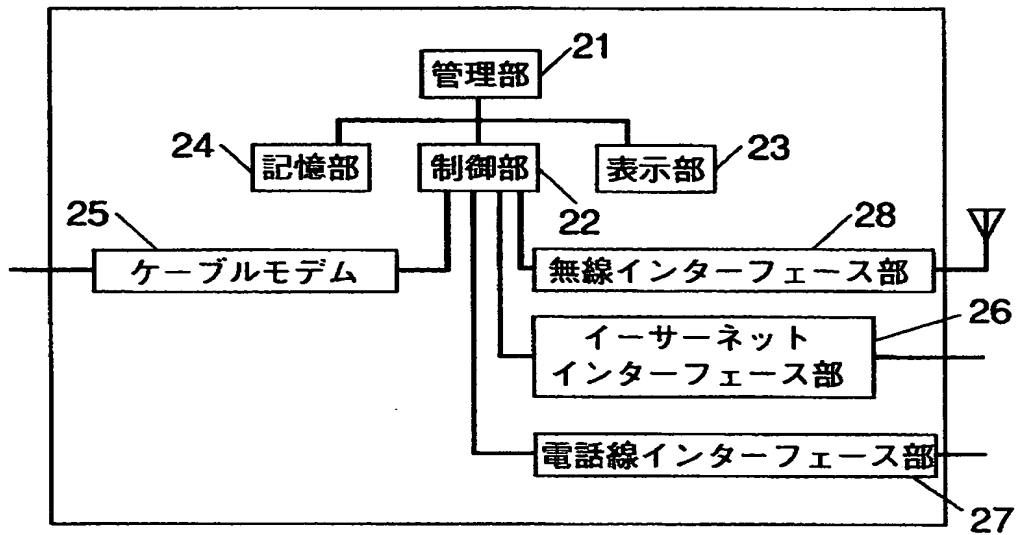 21
管理部
24
記憶部
制御部
表示部
23
22
25
ケーブルモデム
28
無線インターフェース部
26
イーサーネット
インターフェース部
電話線インターフェース部
27